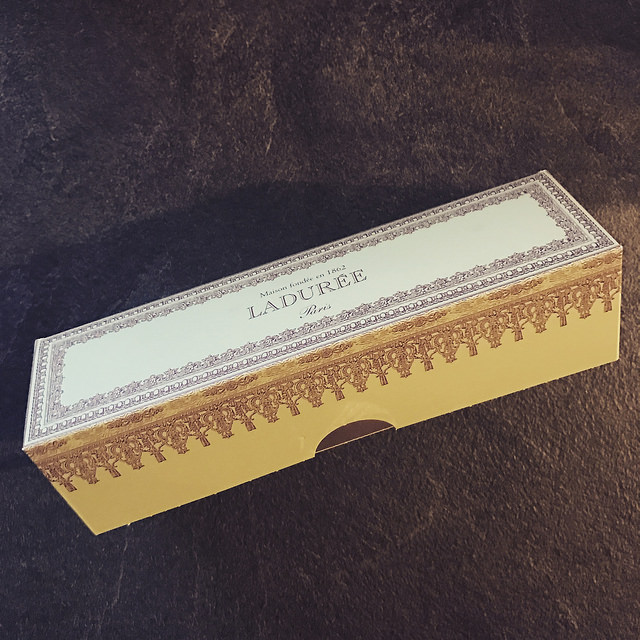 Maison fondée en 1862
LADURÉE
Paris